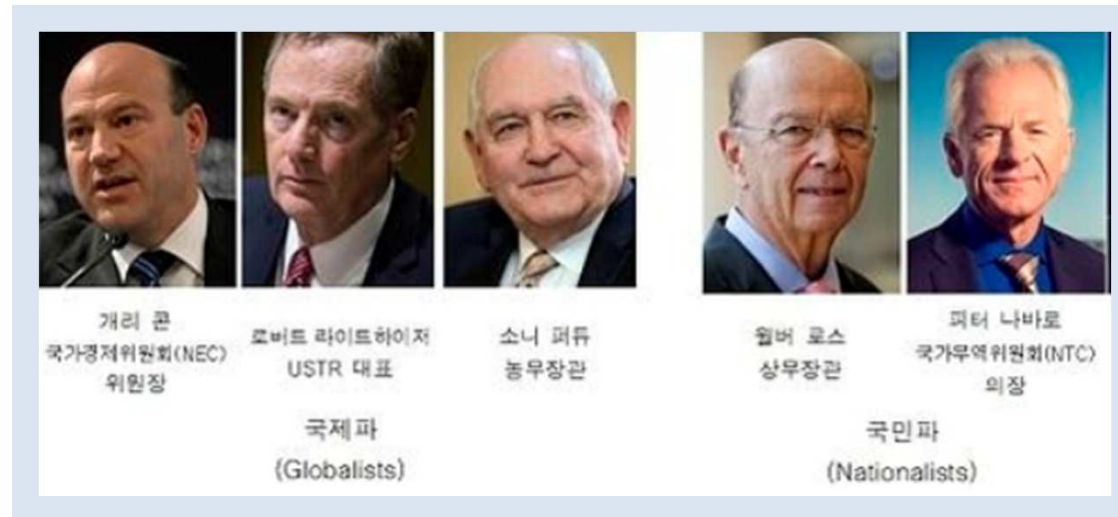 개리 콘
국가경제위원회(NEC)
위원장
로버트 라이트하이저
USTR 대표
소니 퍼듀
농무장관
국제파
(Globalists)
윌버 로스
상무장관
피터 나바로
국가무역위원회(NTC)
의장
국민파
(Nationalists)